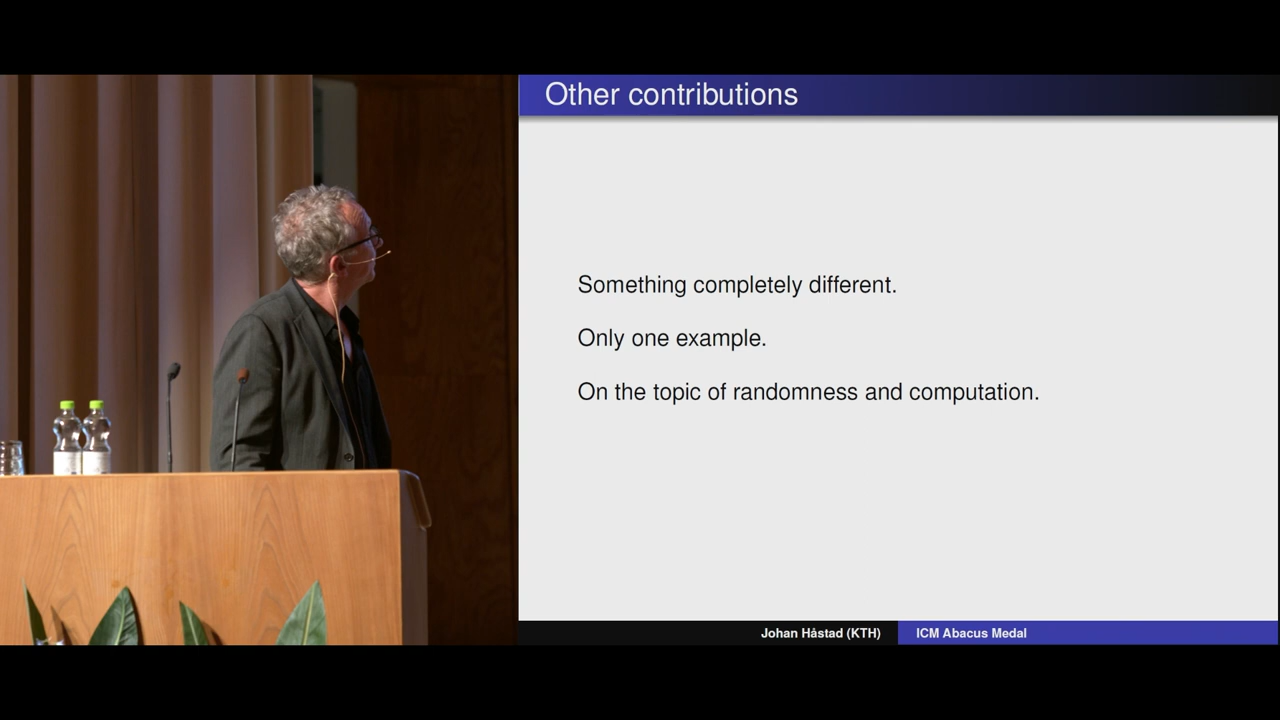 Other contributions
Something completely different.
Only one example.
On the topic of randomness and computation.
Johan Håstad (KTH)
ICM Abacus Medal